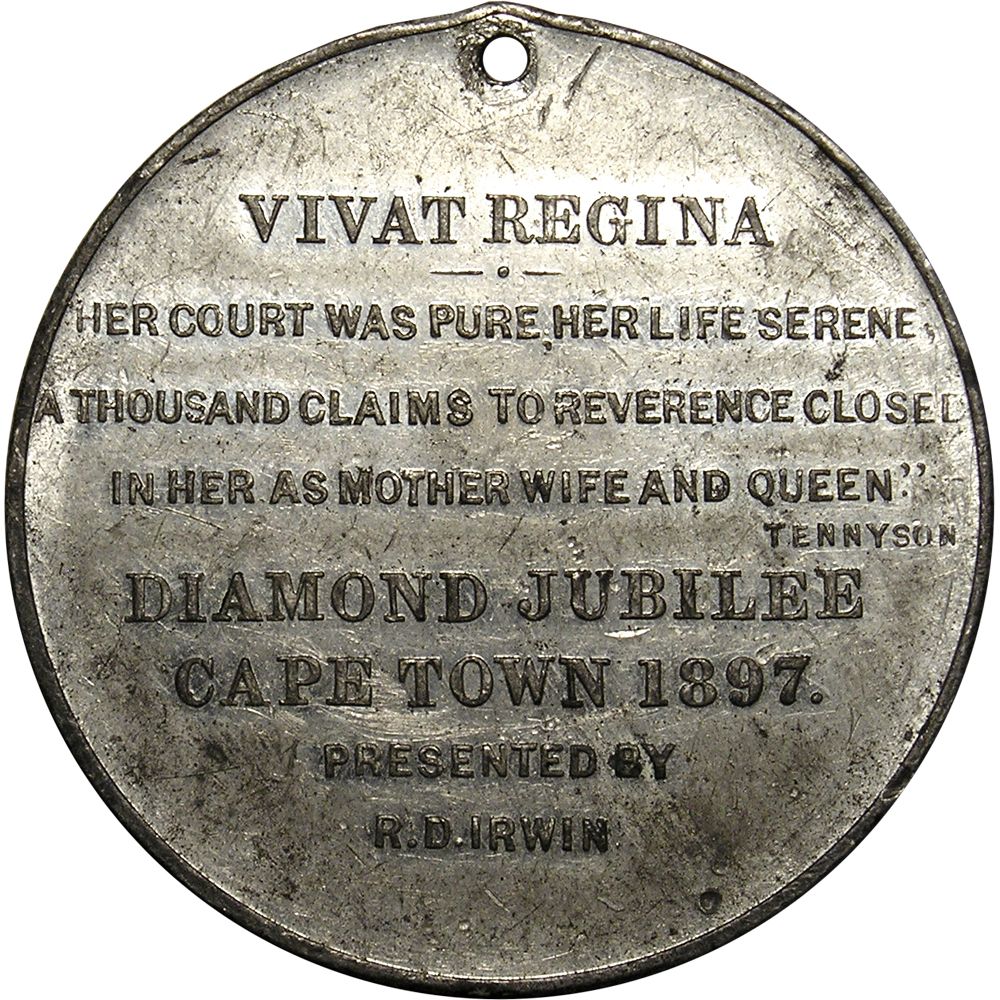 VIVAT REGINA
HER COURT WAS PURE, HER LIFE SERENE,
A THOUSAND CLAIMS TO REVERENCE CLOSED
IN HER AS MOTHER WIFE AND QUEEN."
TENNYSON
DIAMOND JUBILEE
CAPE TOWN 1897.
PRESENTED BY
R.D.IRWIN